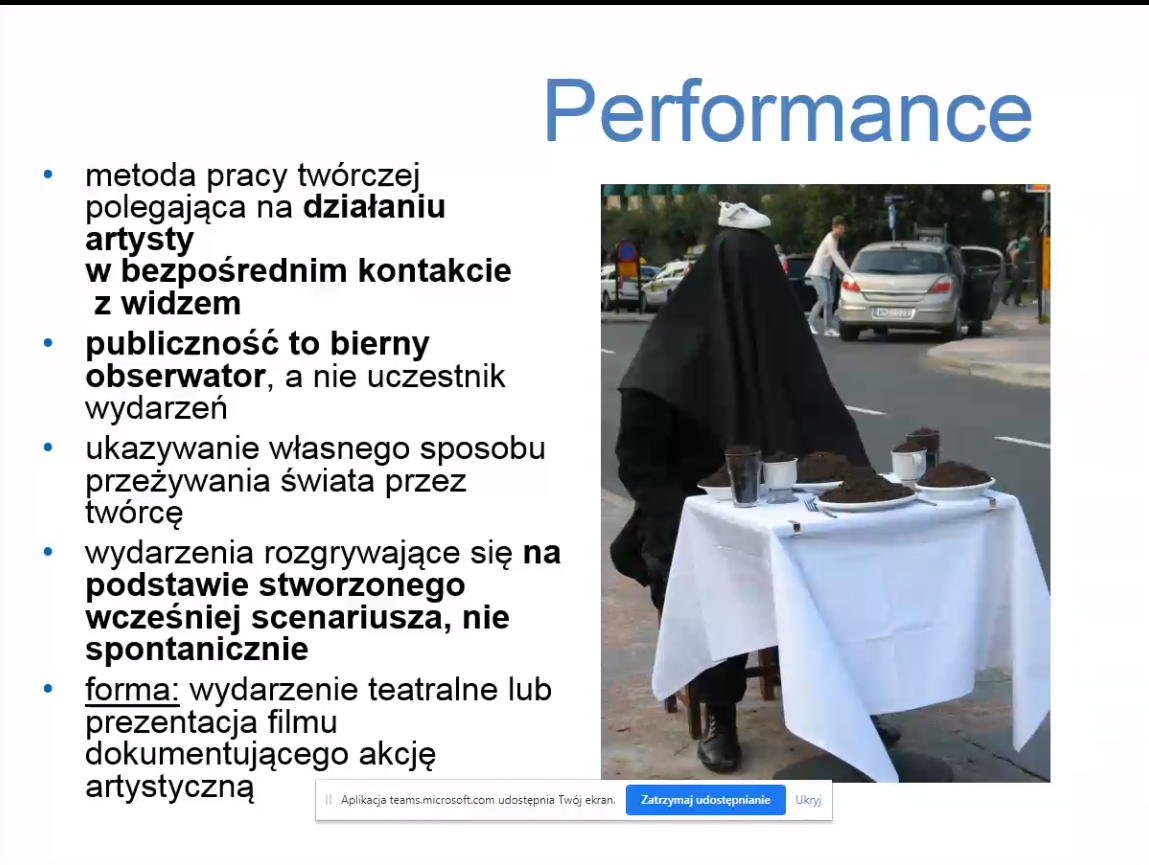 Performance
• metoda pracy twórczej
polegająca na działaniu
artysty
w bezpośrednim kontakcie
z widzem
• publiczność to bierny
obserwator, a nie uczestnik
wydarzeń
• ukazywanie własnego sposobu
przeżywania świata przez
twórcę
• wydarzenia rozgrywające się na
podstawie stworzonego
wcześniej scenariusza, nie
spontanicznie
• forma: wydarzenie teatralne lub
prezentacja filmu
dokumentującego akcję
artystyczną
Aplikacja teams.microsoft.com udostępnia Twój ekran.
Zatrzymaj udostępnianie
Ukryj